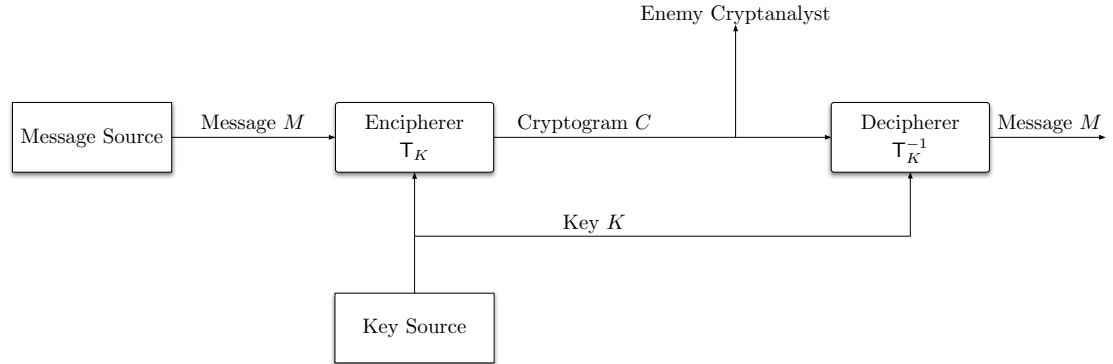 Enemy Cryptanalyst
Message Source
Message M
Encipherer
T_K
Cryptogram C
Decipherer
T_K^{-1}
Message M
Key K
Key Source